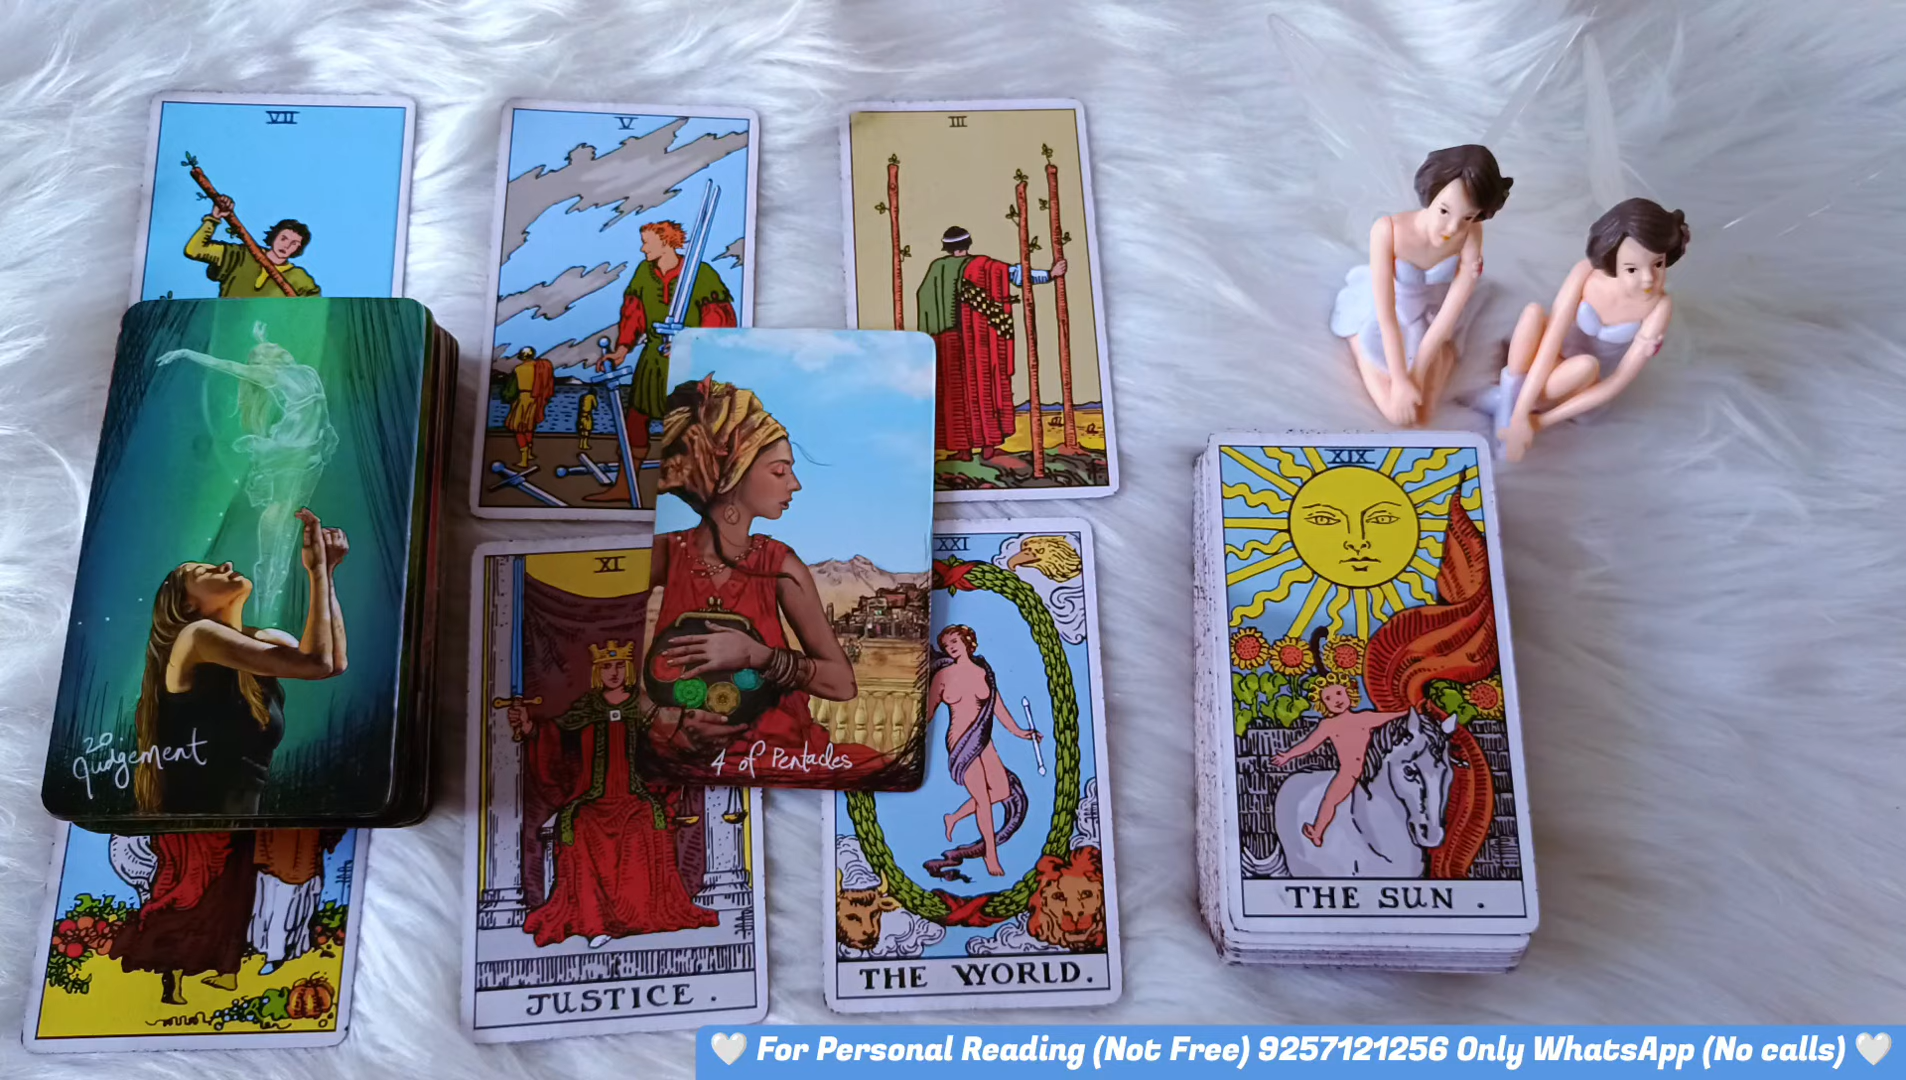 VII
V
III
20
Judgement
XI
JUSTICE .
4 of Pentacles
XXI
THE WORLD.
XIX
THE SUN .
🤍 For Personal Reading (Not Free) 9257121256 Only WhatsApp (No calls) 🤍